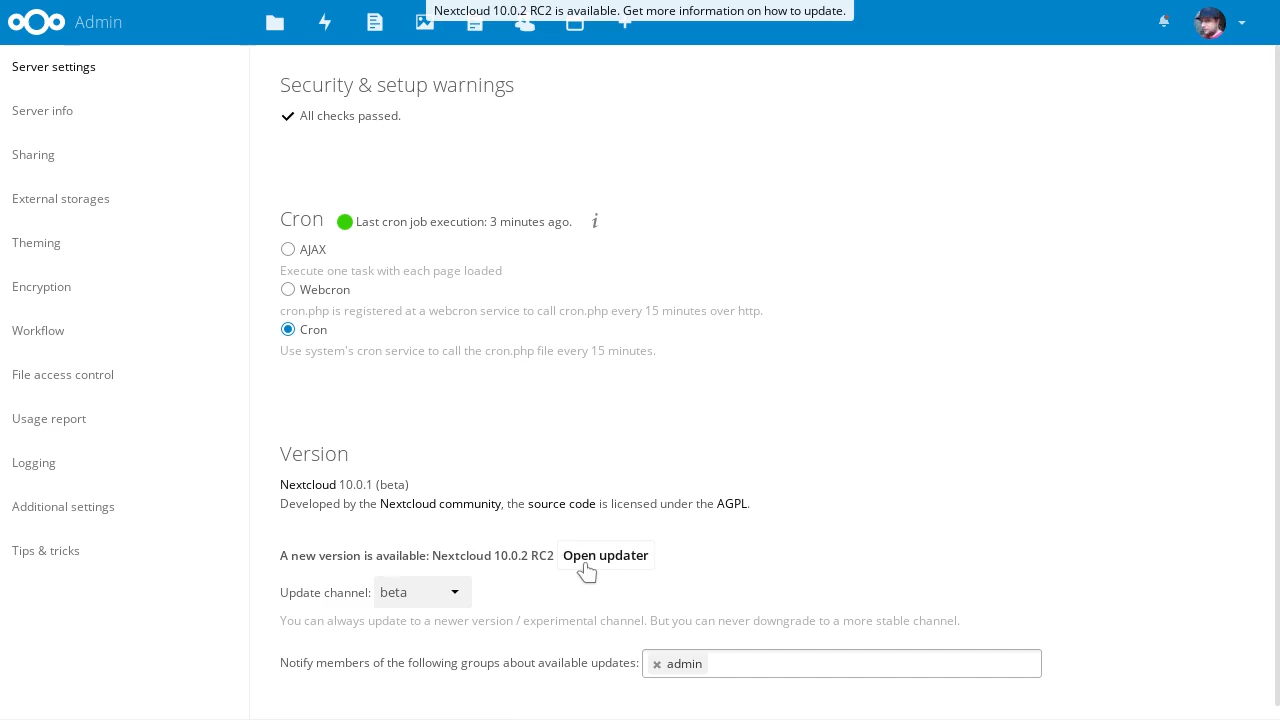 Nextcloud 10.0.2 RC2 is available. Get more information on how to update.
Admin
Server settings
Server info
Sharing
External storages
Theming
Encryption
Workflow
File access control
Usage report
Logging
Additional settings
Tips & tricks
Security & setup warnings
All checks passed.
Cron Last cron job execution: 3 minutes ago. i
AJAX
Execute one task with each page loaded
Webcron
cron.php is registered at a webcron service to call cron.php every 15 minutes over http.
Cron
Use system's cron service to call the cron.php file every 15 minutes.
Version
Nextcloud 10.0.1 (beta)
Developed by the Nextcloud community, the source code is licensed under the AGPL.
A new version is available: Nextcloud 10.0.2 RC2 Open updater
Update channel: beta
You can always update to a newer version / experimental channel. But you can never downgrade to a more stable channel.
Notify members of the following groups about available updates: admin